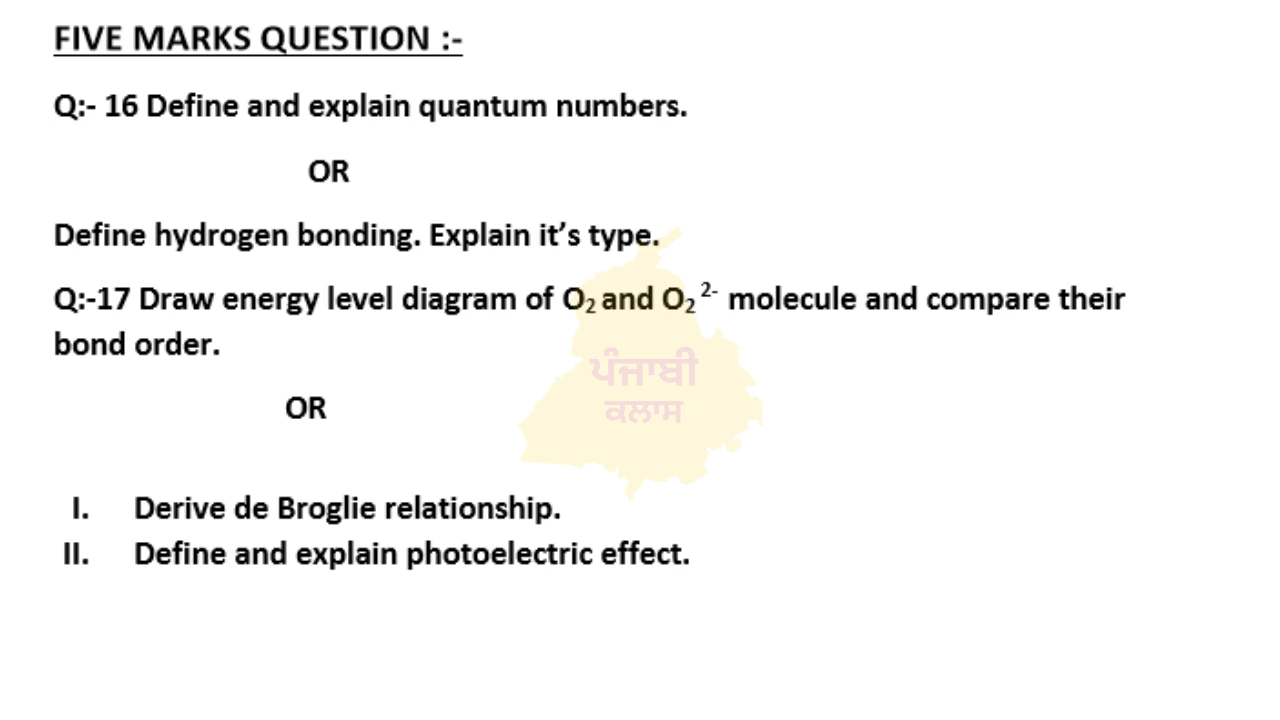 FIVE MARKS QUESTION :-
Q:- 16 Define and explain quantum numbers.
OR
Define hydrogen bonding. Explain it’s type.
Q:-17 Draw energy level diagram of O₂ and O₂ ²⁻ molecule and compare their
bond order.
ਪੰਜਾਬੀ
ਕਲਾਸ
OR
I. Derive de Broglie relationship.
II. Define and explain photoelectric effect.